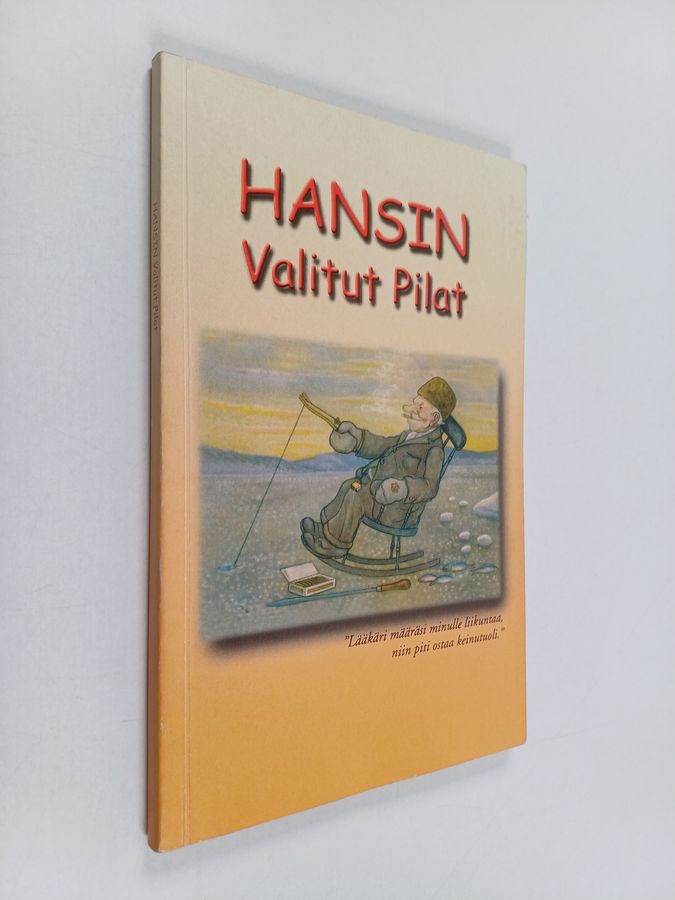 HANSIN
Valitut Pilat
"Lääkäri määräsi minulle liikuntaa,
niin piti ostaa keinutuoli."
HANSIN Valitut Pilat